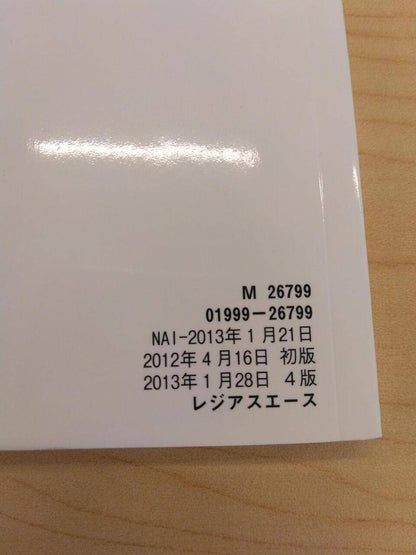 M 26799
01999-26799
NAI-2013年1月21日
2012年4月16日 初版
2013年1月28日 4版
レジアスエース